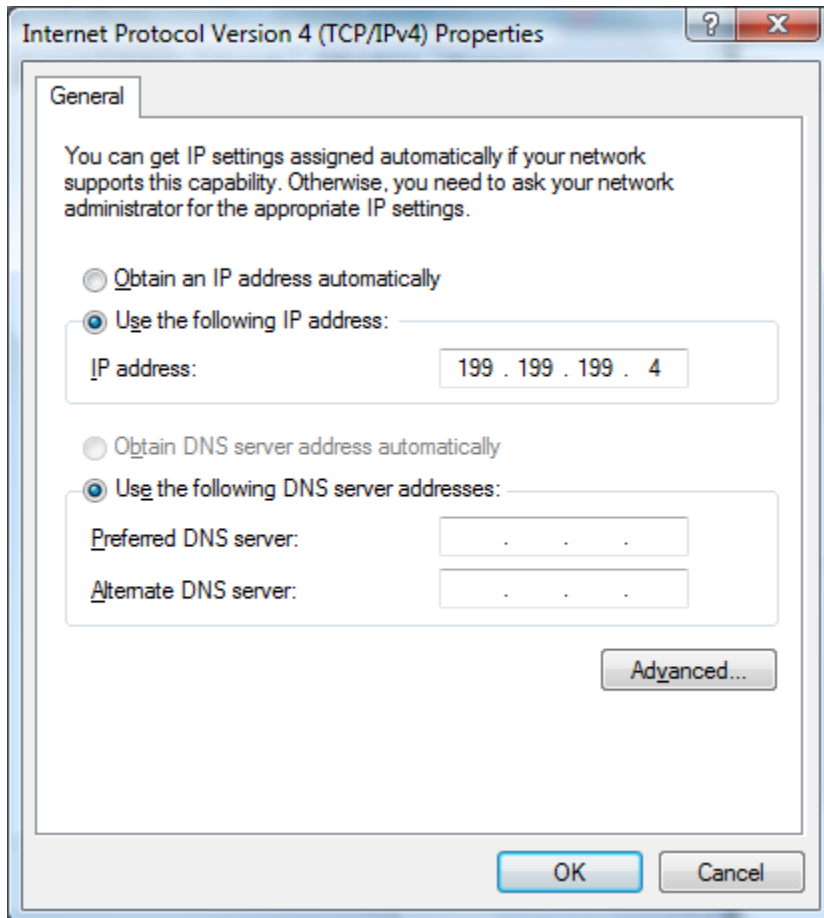 Internet Protocol Version 4 (TCP/IPv4) Properties
General
You can get IP settings assigned automatically if your network
supports this capability. Otherwise, you need to ask your network
administrator for the appropriate IP settings.
Obtain an IP address automatically
Use the following IP address:
IP address: 199 . 199 . 199 . 4
Obtain DNS server address automatically
Use the following DNS server addresses:
Preferred DNS server: . . .
Alternate DNS server: . . .
Advanced...
OK Cancel